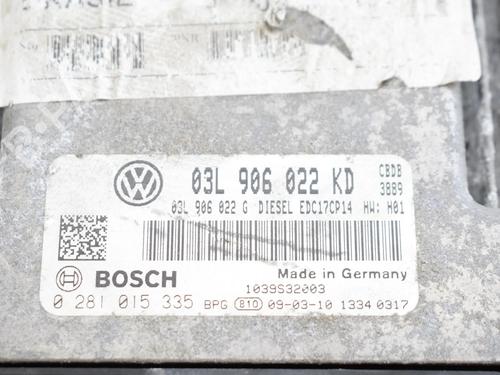 03L 906 022 KD
CBDB
3889
03L 906 022 G DIESEL EDC17CP14 HW: H01
BOSCH
Made in Germany
1039S32003
0 281 015 335 BPG 810 09-03-10 1334 0317